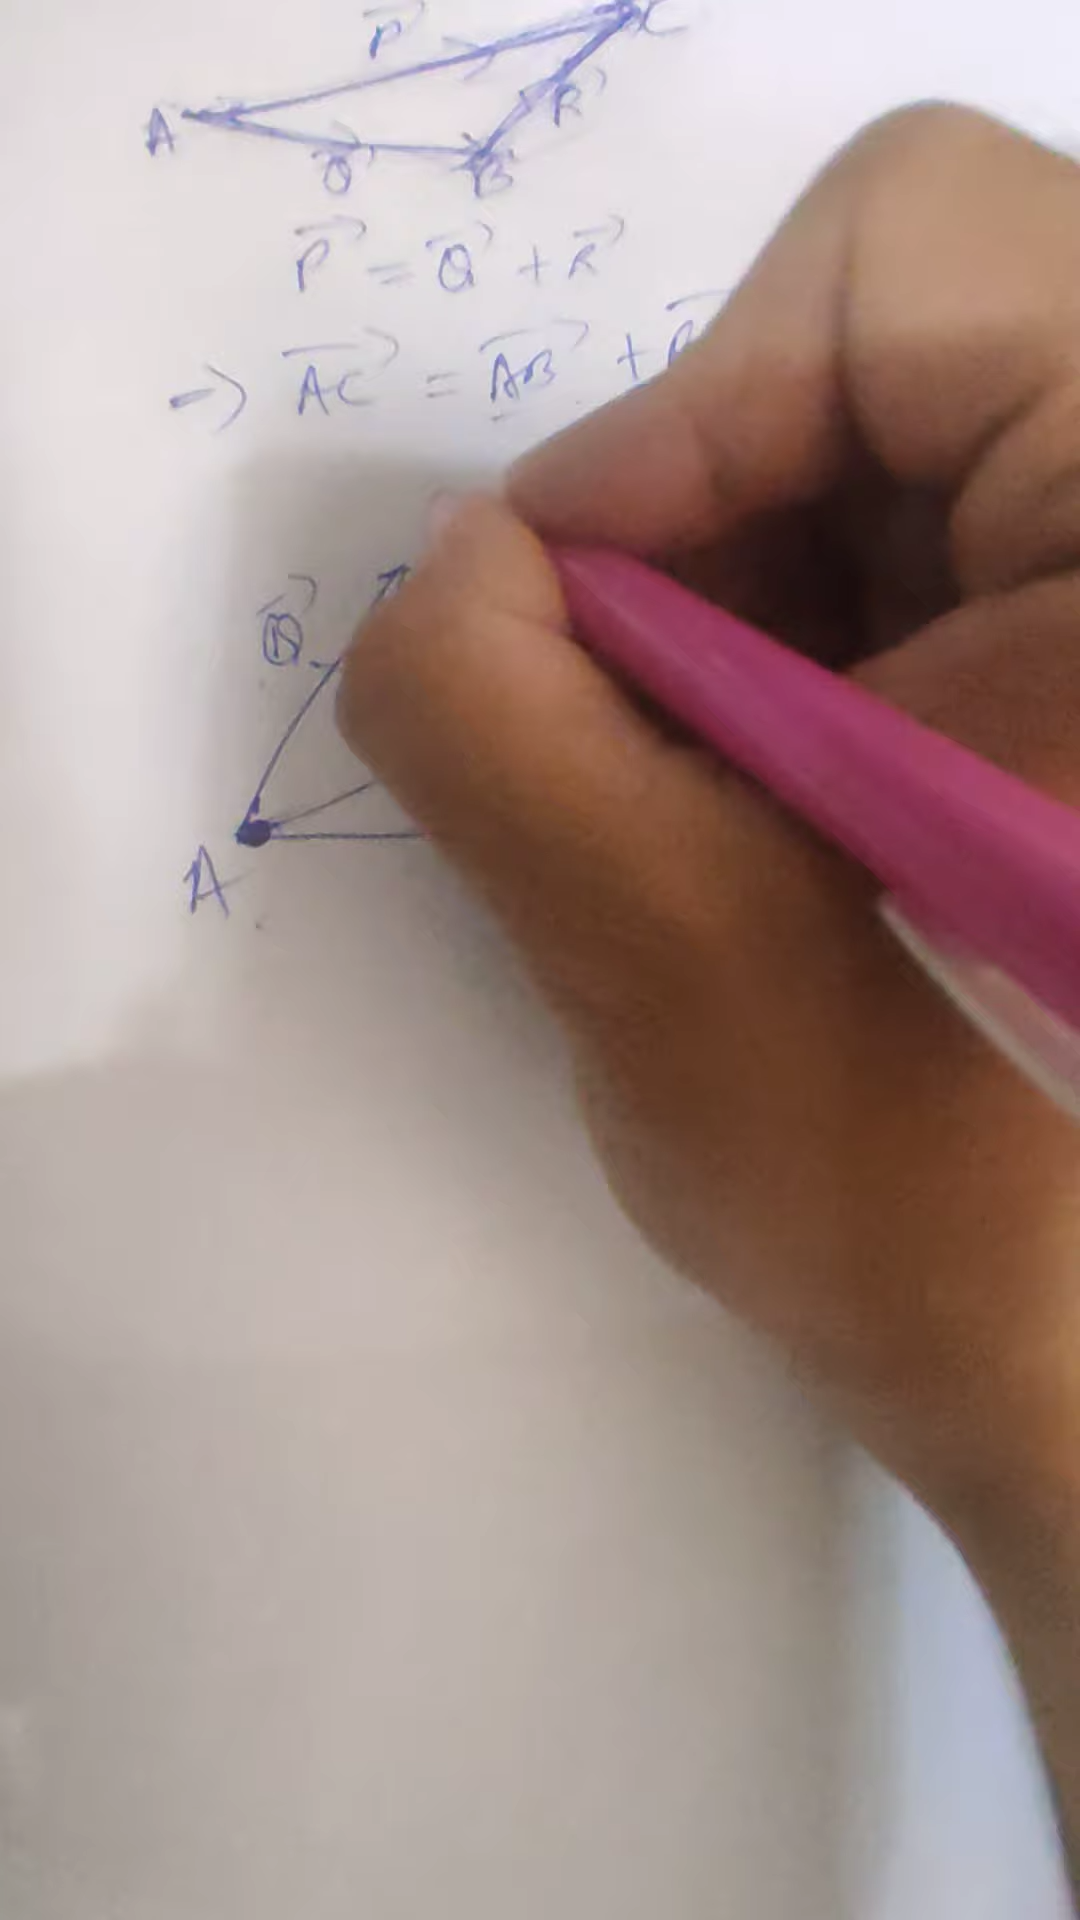 P⃗
C
A
R⃗
Q⃗
B
P⃗ = Q⃗ + R⃗
→ AC⃗ = AB⃗ +
Q⃗
A